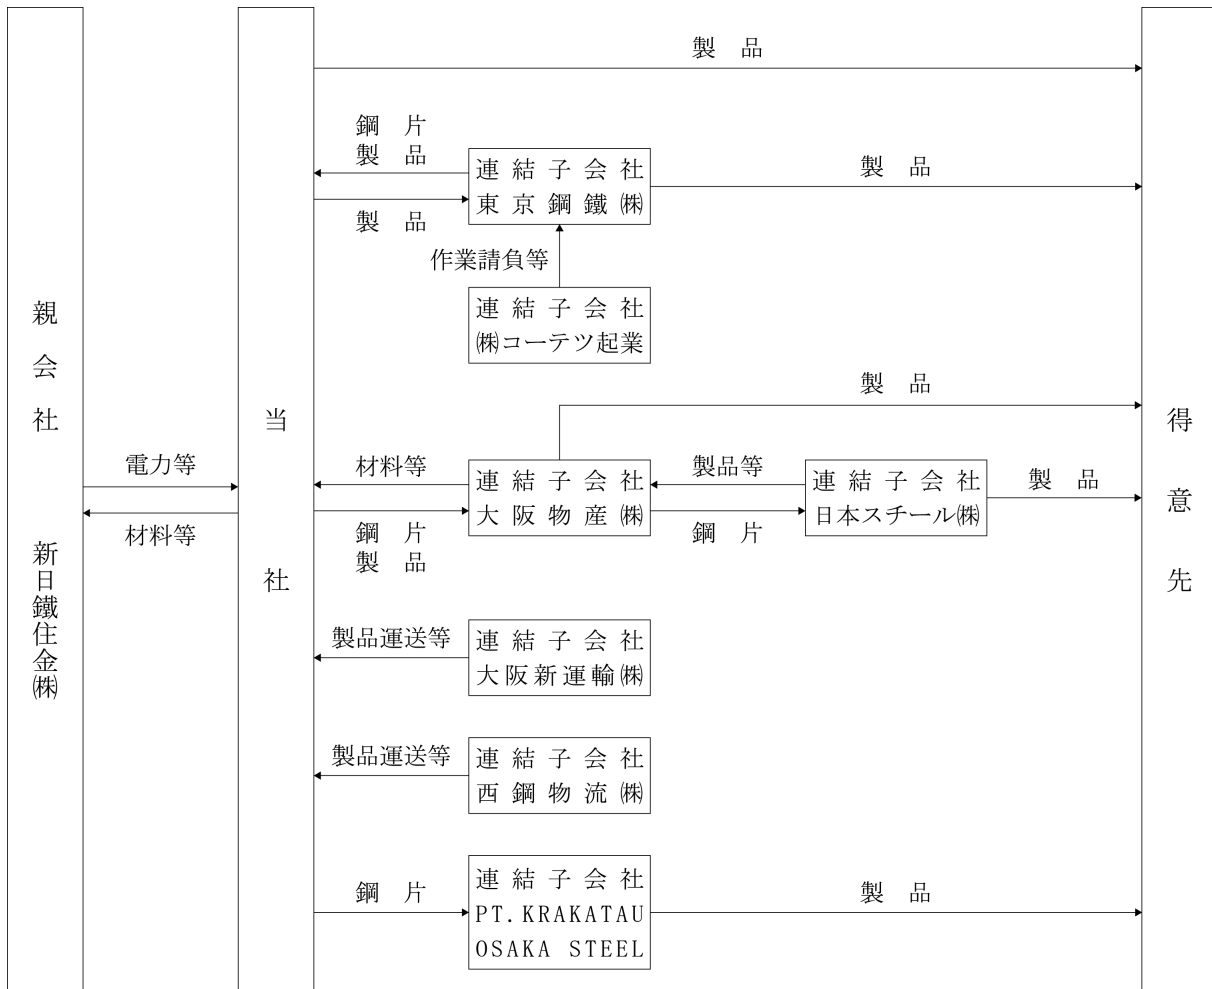 親会社　新日鐵住金㈱
電力等
材料等
当社
製品
鋼片
製品
製品
連結子会社
東京鋼鐵㈱
製品
作業請負等
連結子会社
㈱コーテツ起業
製品
材料等
鋼片
製品
連結子会社
大阪物産㈱
製品等
鋼片
連結子会社
日本スチール㈱
製品
製品運送等
連結子会社
大阪新運輸㈱
製品運送等
連結子会社
西鋼物流㈱
鋼片
連結子会社
PT.KRAKATAU
OSAKA STEEL
製品
得意先